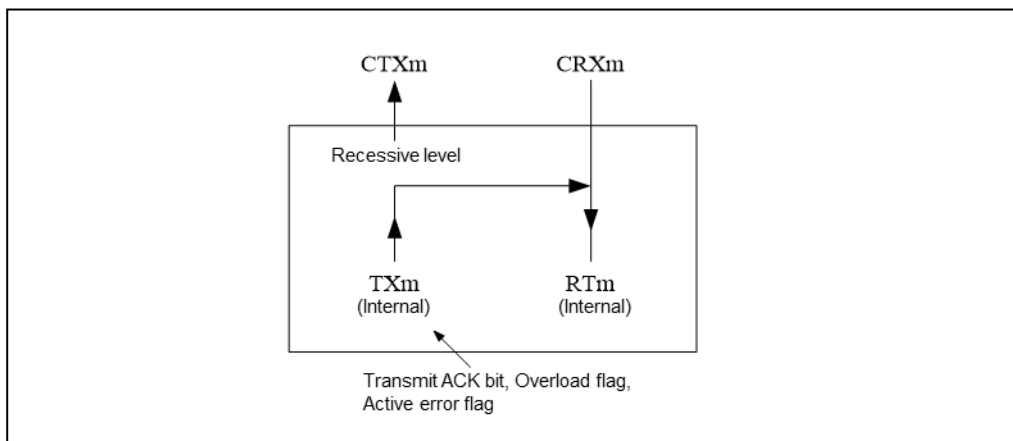 CTXm CRXm
Recessive level
TXm RTm
(Internal) (Internal)
Transmit ACK bit, Overload flag,
Active error flag